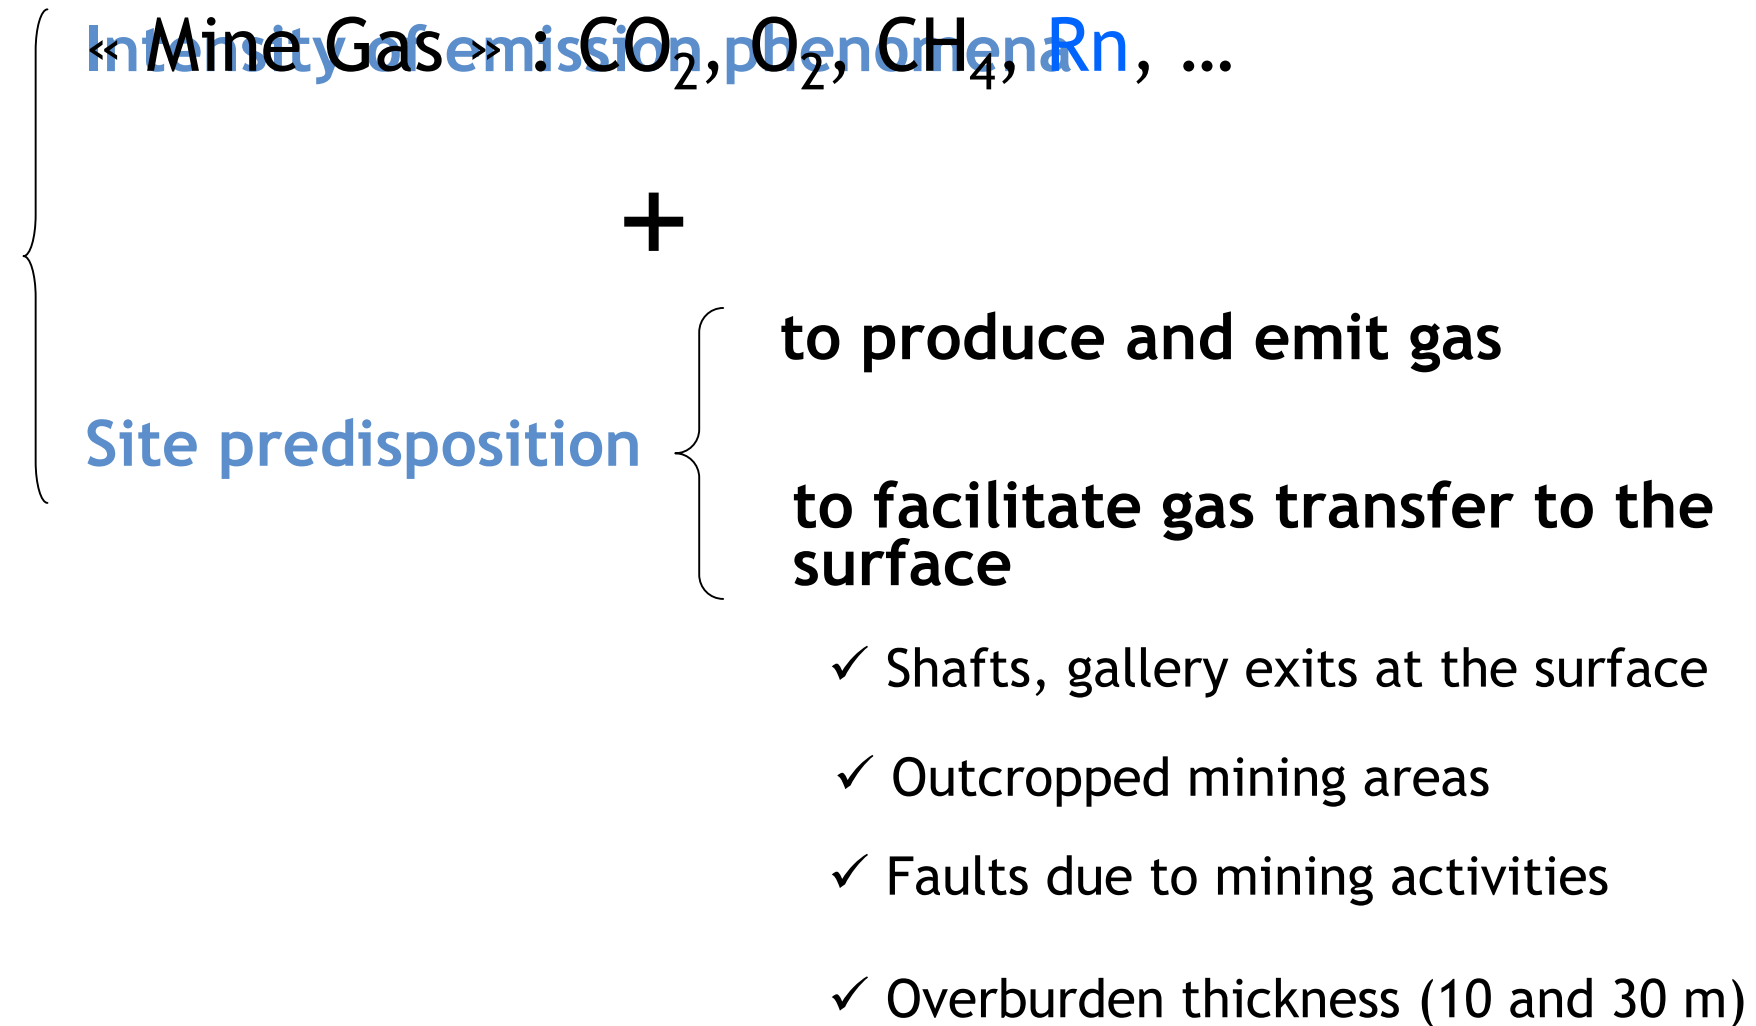 Intensity of emission phenomena
« Mine Gas » : CO₂, O₂, CH₄, Rn, ...
+
to produce and emit gas
Site predisposition
to facilitate gas transfer to the
surface
✓ Shafts, gallery exits at the surface
✓ Outcropped mining areas
✓ Faults due to mining activities
✓ Overburden thickness (10 and 30 m)